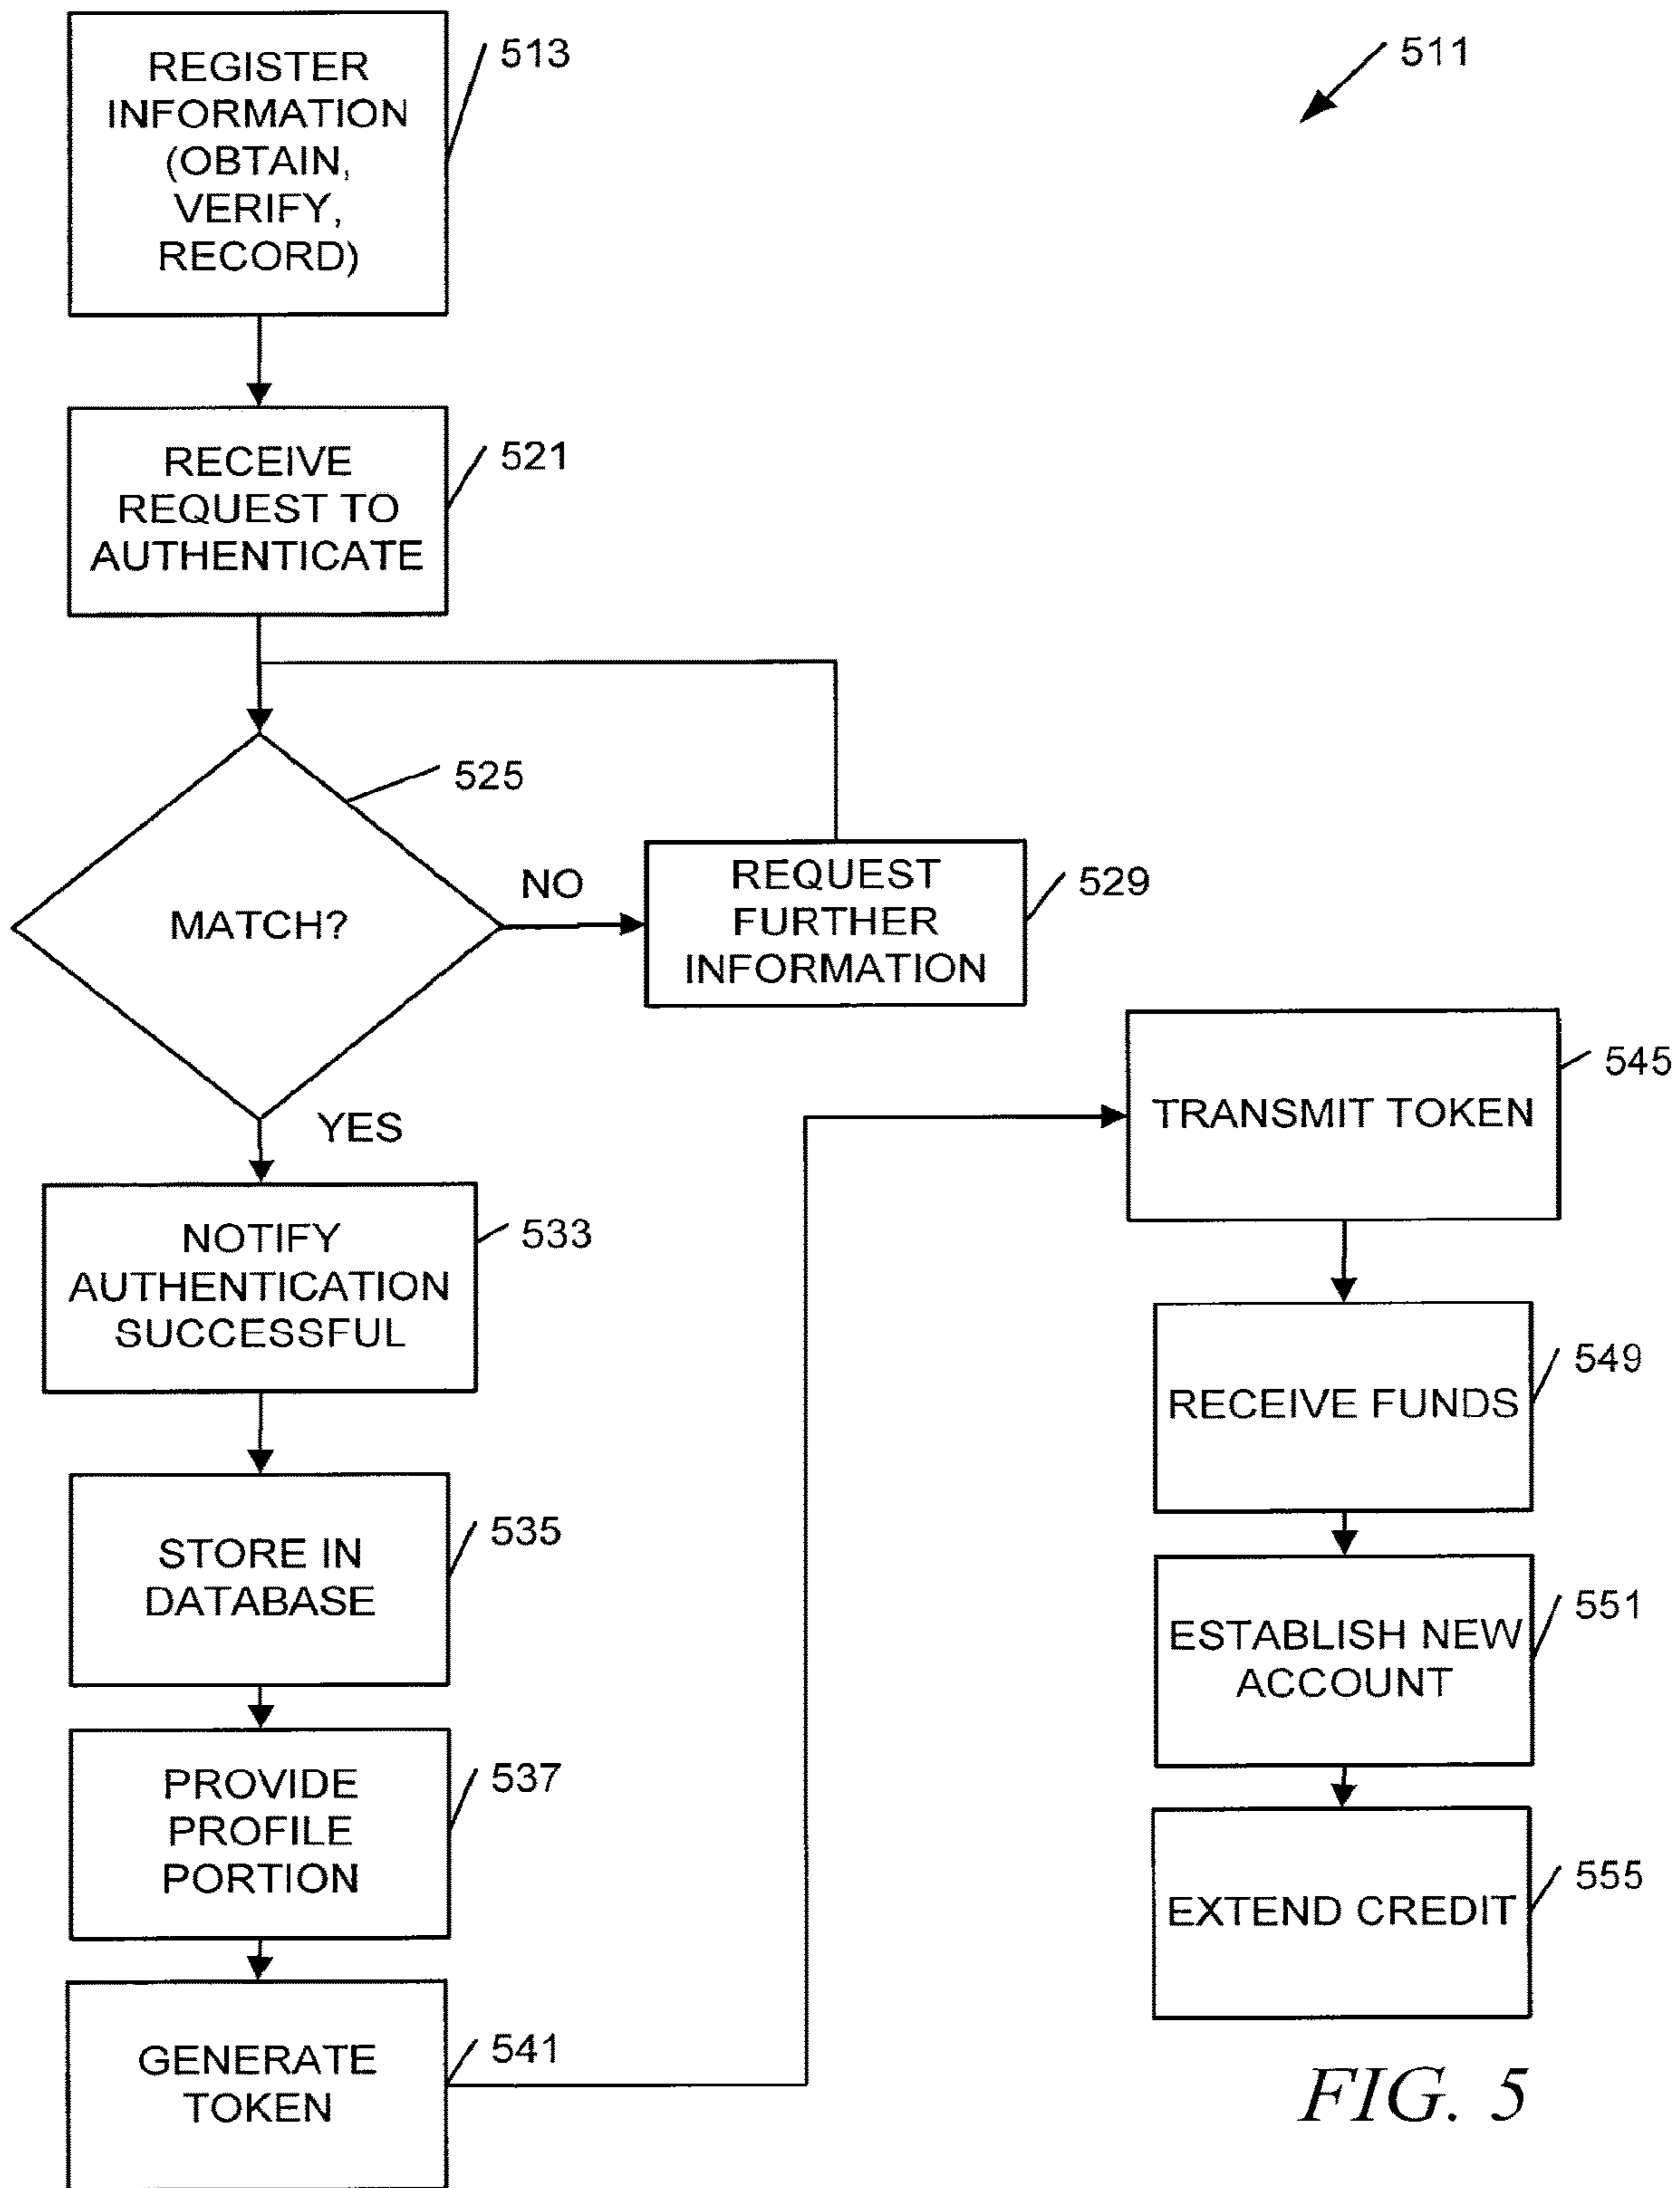 REGISTER
INFORMATION
(OBTAIN,
VERIFY,
RECORD)
513
511
RECEIVE
REQUEST TO
AUTHENTICATE
521
525
MATCH?
NO
REQUEST
FURTHER
INFORMATION
529
YES
NOTIFY
AUTHENTICATION
SUCCESSFUL
533
STORE IN
DATABASE
535
PROVIDE
PROFILE
PORTION
537
GENERATE
TOKEN
541
TRANSMIT TOKEN
545
RECEIVE FUNDS
549
ESTABLISH NEW
ACCOUNT
551
EXTEND CREDIT
555
FIG. 5